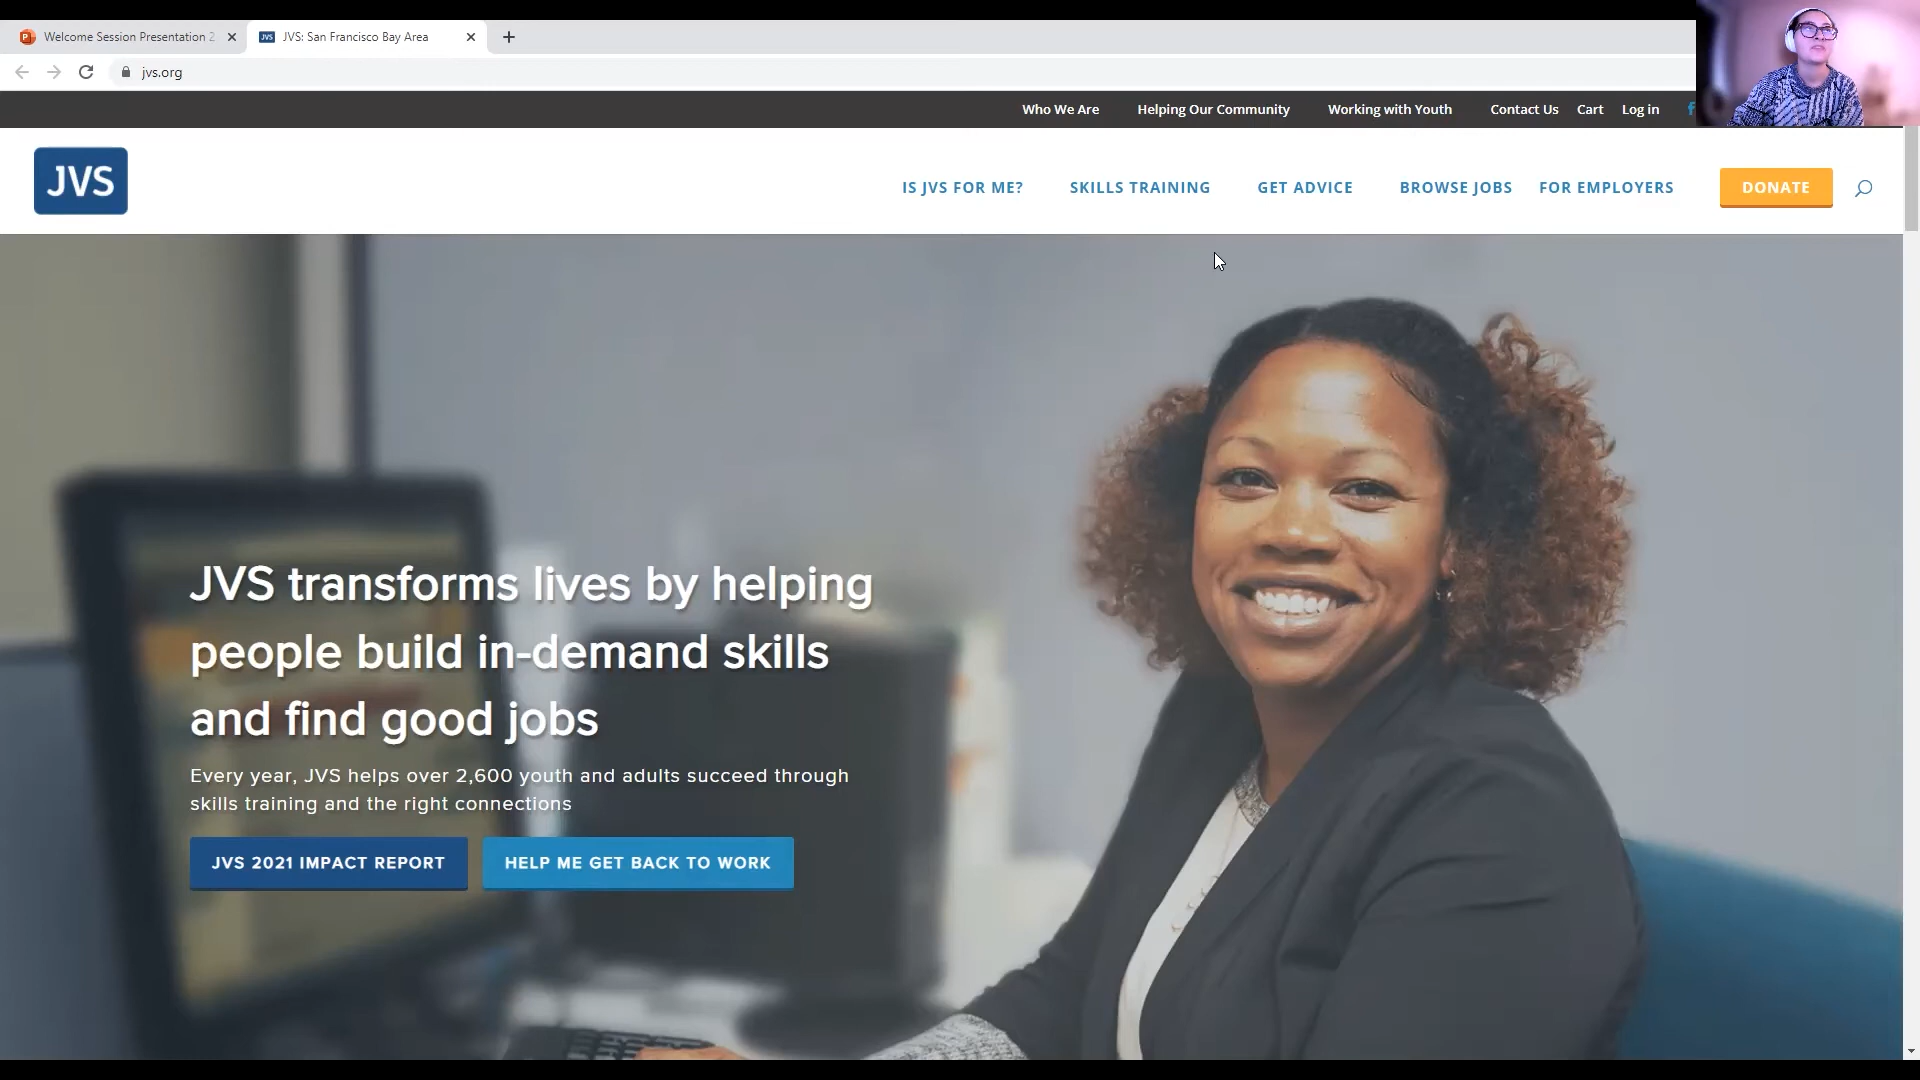 Welcome Session Presentation 2
JVS JVS: San Francisco Bay Area
jvs.org
Who We Are Helping Our Community Working with Youth Contact Us Cart Log in
JVS
IS JVS FOR ME? SKILLS TRAINING GET ADVICE BROWSE JOBS FOR EMPLOYERS DONATE
JVS transforms lives by helping
people build in-demand skills
and find good jobs
Every year, JVS helps over 2,600 youth and adults succeed through
skills training and the right connections
JVS 2021 IMPACT REPORT HELP ME GET BACK TO WORK